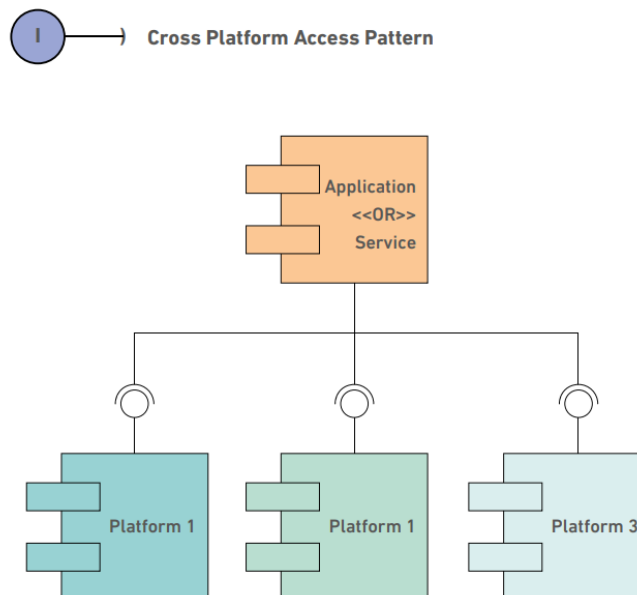 I
Cross Platform Access Pattern
Application
<<OR>>
Service
Platform 1
Platform 1
Platform 3